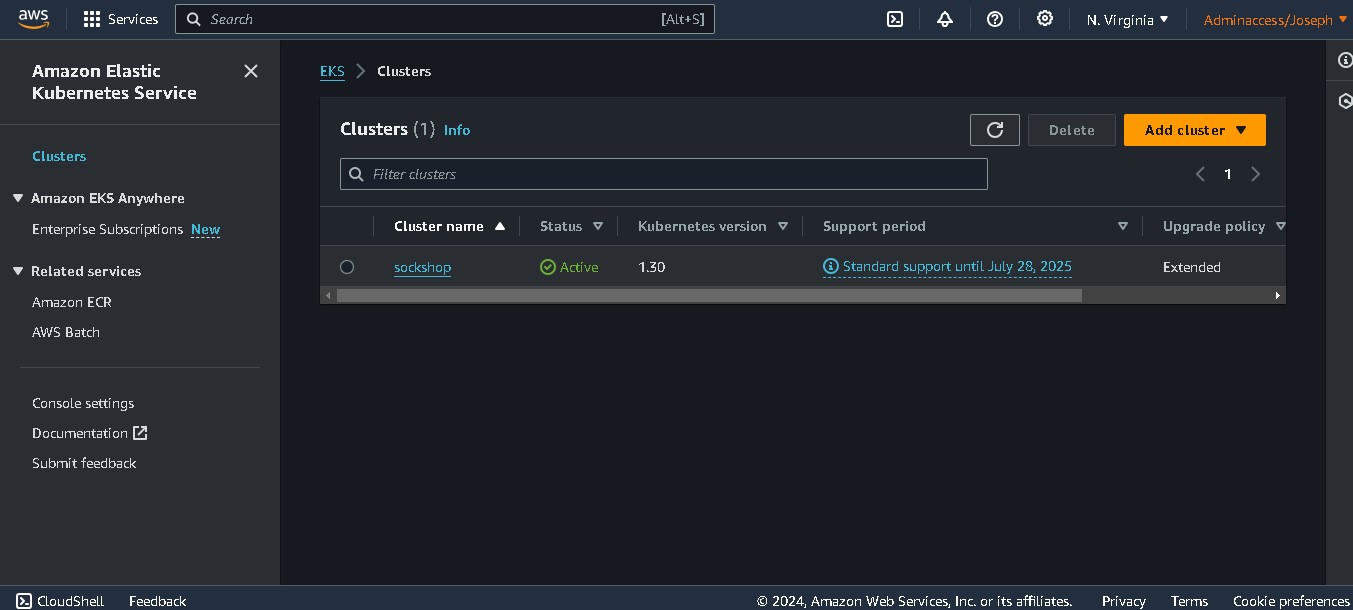 aws Services Search [Alt+S] N. Virginia Adminaccess/Joseph
Amazon Elastic
Kubernetes Service
Clusters
Amazon EKS Anywhere
Enterprise Subscriptions New
Related services
Amazon ECR
AWS Batch
Console settings
Documentation
Submit feedback
EKS Clusters
Clusters (1) Info Delete Add cluster
Filter clusters 1
Cluster name Status Kubernetes version Support period Upgrade policy
sockshop Active 1.30 Standard support until July 28, 2025 Extended
CloudShell Feedback © 2024, Amazon Web Services, Inc. or its affiliates. Privacy Terms Cookie preferences